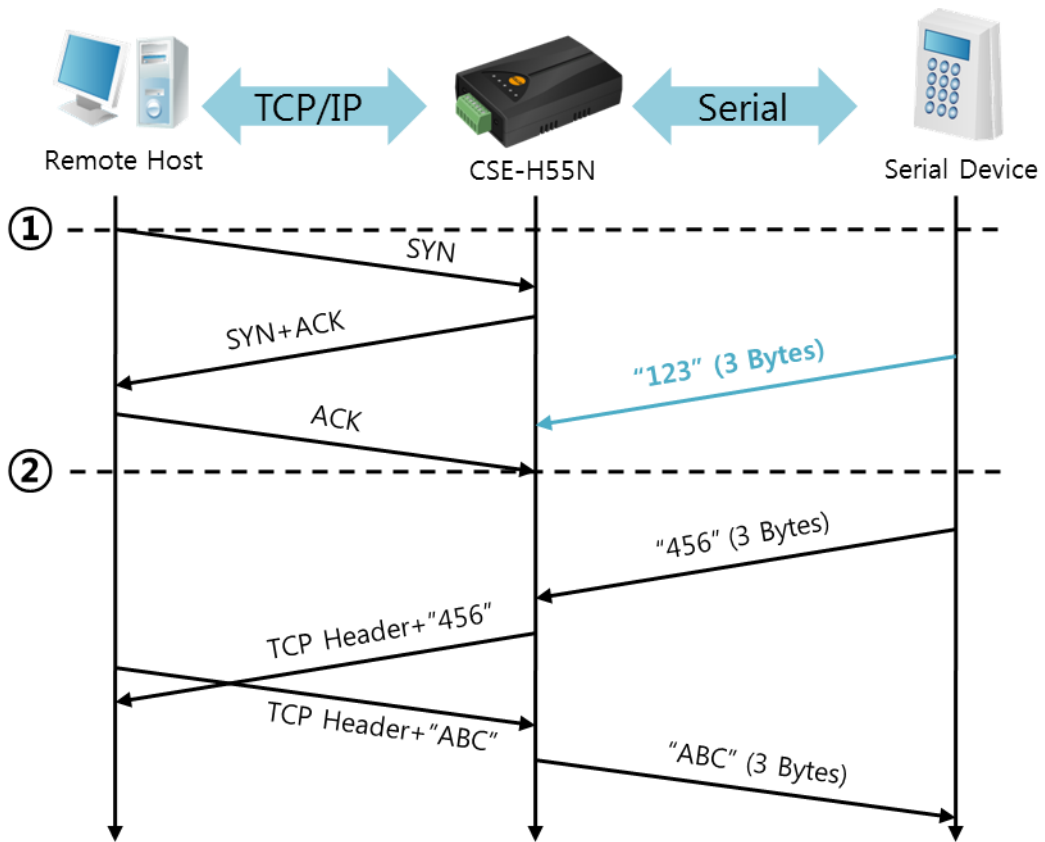 TCP/IP
Serial
Remote Host
CSE-H55N
Serial Device
①
SYN
SYN+ACK
“123” (3 Bytes)
ACK
②
“456” (3 Bytes)
TCP Header+”456”
TCP Header+”ABC”
“ABC” (3 Bytes)